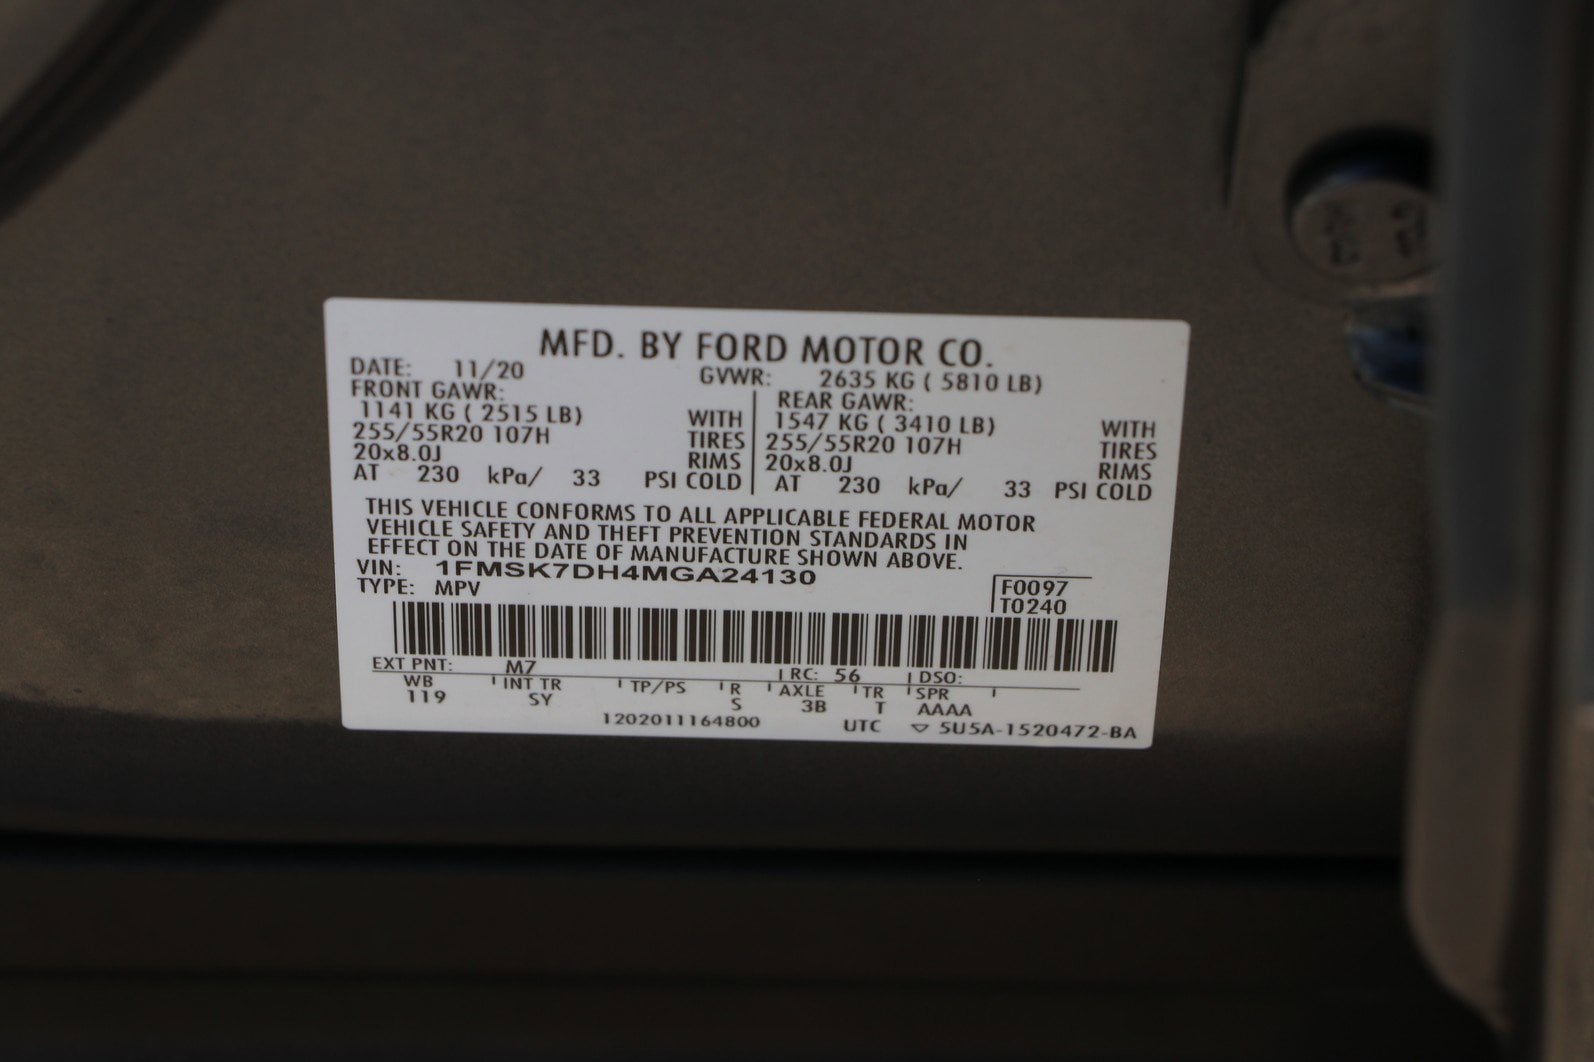 MFD. BY FORD MOTOR CO.
DATE: 11/20 GVWR: 2635 KG ( 5810 LB)
FRONT GAWR: REAR GAWR:
1141 KG ( 2515 LB) WITH 1547 KG ( 3410 LB) WITH
255/55R20 107H TIRES 255/55R20 107H TIRES
20x8.0J RIMS 20x8.0J RIMS
AT 230 kPa/ 33 PSI COLD AT 230 kPa/ 33 PSI COLD
THIS VEHICLE CONFORMS TO ALL APPLICABLE FEDERAL MOTOR
VEHICLE SAFETY AND THEFT PREVENTION STANDARDS IN
EFFECT ON THE DATE OF MANUFACTURE SHOWN ABOVE.
VIN: 1FMSK7DH4MGA24130
TYPE: MPV F0097
T0240
EXT PNT: M7 RC: 56 DSO:
WB INT TR TP/PS R AXLE TR SPR
119 SY S 3B T AAAA
1202011164800 UTC ▽ 5U5A-1520472-BA